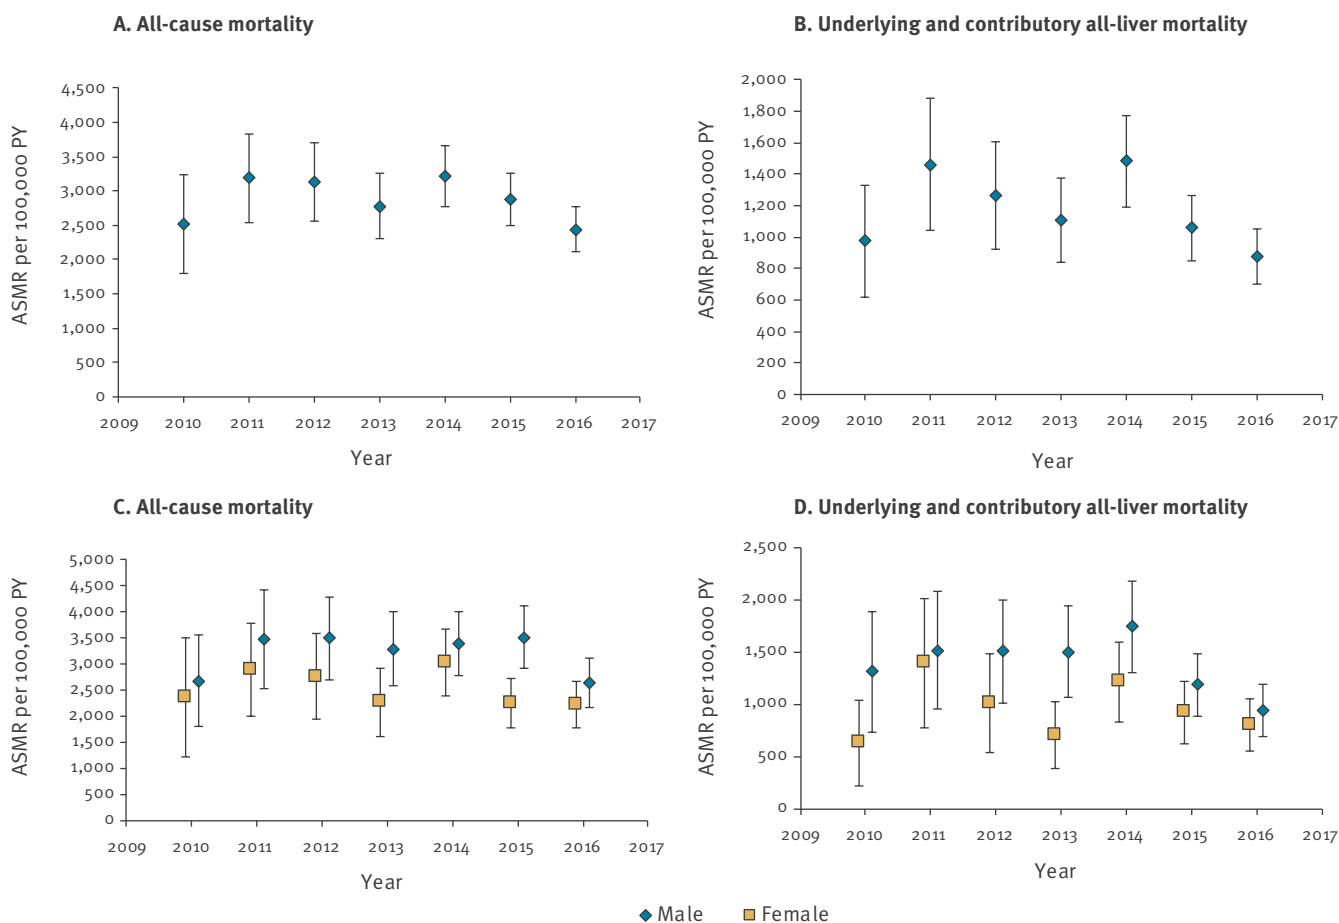 A. All-cause mortality
ASMR per 100,000 PY
4,500
4,000
3,500
3,000
2,500
2,000
1,500
1,000
500
0
2009 2010 2011 2012 2013 2014 2015 2016 2017
Year
B. Underlying and contributory all-liver mortality
ASMR per 100,000 PY
2,000
1,800
1,600
1,400
1,200
1,000
800
600
400
200
0
2009 2010 2011 2012 2013 2014 2015 2016 2017
Year
C. All-cause mortality
ASMR per 100,000 PY
5,000
4,500
4,000
3,500
3,000
2,500
2,000
1,500
1,000
500
0
2009 2010 2011 2012 2013 2014 2015 2016 2017
Year
D. Underlying and contributory all-liver mortality
ASMR per 100,000 PY
2,500
2,000
1,500
1,000
500
0
2009 2010 2011 2012 2013 2014 2015 2016 2017
Year
Male Female